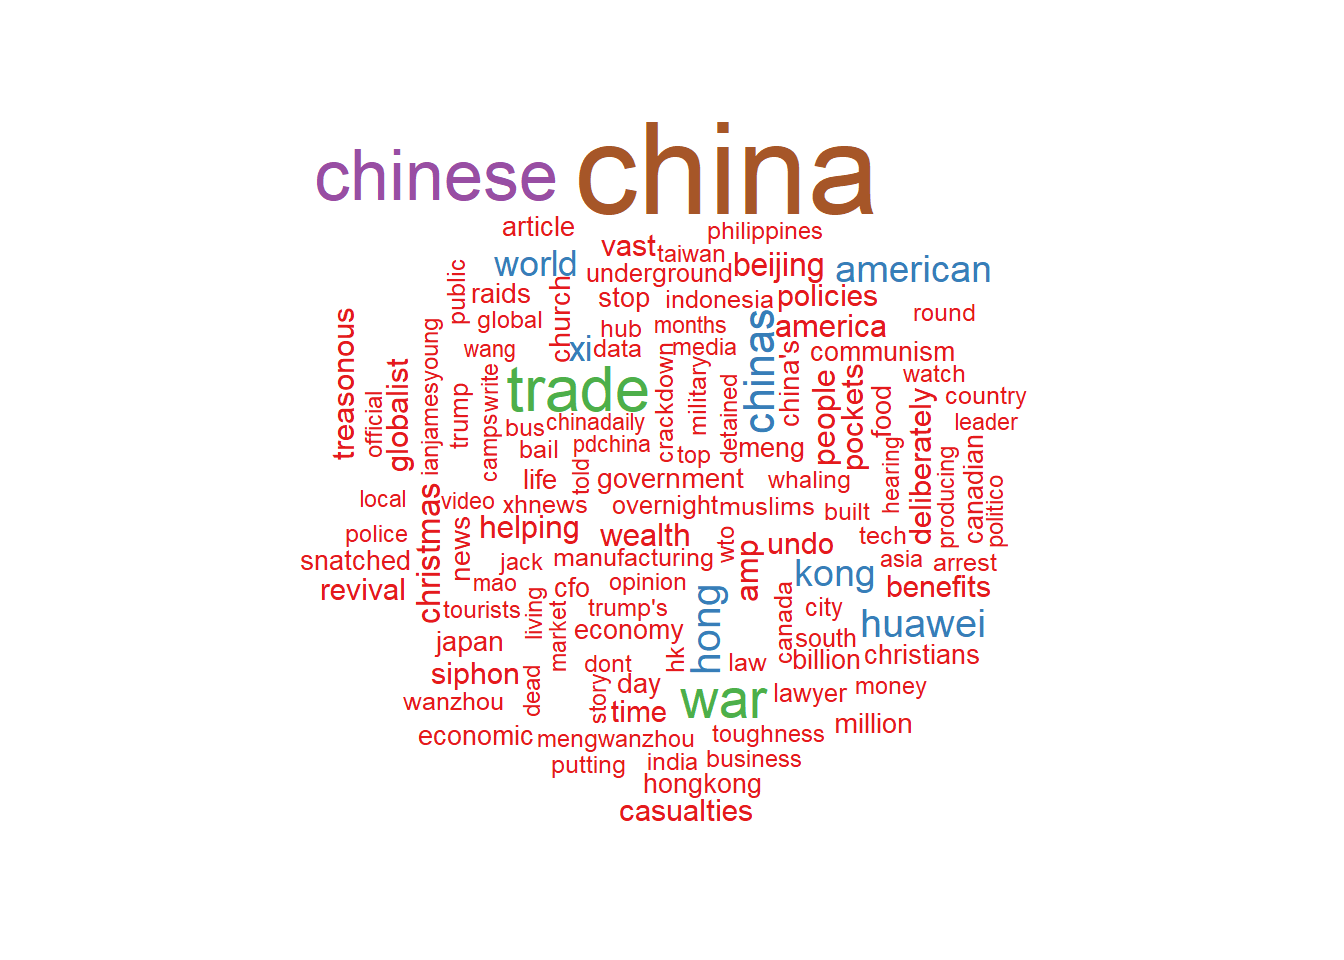 chinese
china
article
philippines
vast
taiwan
world
underground
beijing
american
public
raids
church
stop
indonesia
policies
treasonous
global
hub
months
chinas
america
round
wang
xi
data
media
china's
communism
official
globalist
ianjamesyoung
trump
campswrite
trade
crackdown
military
detained
people
pockets
food
watch
country
deliberately
leader
bus
chinadaily
bail
pdchina
top
meng
hearing
producing
canadian
politico
life
told
government
whaling
local
christmas
video
xhnews
overnight
muslims
built
police
news
helping
wealth
wto
amp
undo
tech
snatched
jack
manufacturing
asia
arrest
revival
mao
cfo
opinion
kong
benefits
tourists
living
market
trump's
hong
canada
city
huawei
japan
economy
south
siphon
dead
dont
hk
law
billion
christians
wanzhou
story
day
war
lawyer
money
time
economic
mengwanzhou
toughness
million
putting
india
business
hongkong
casualties